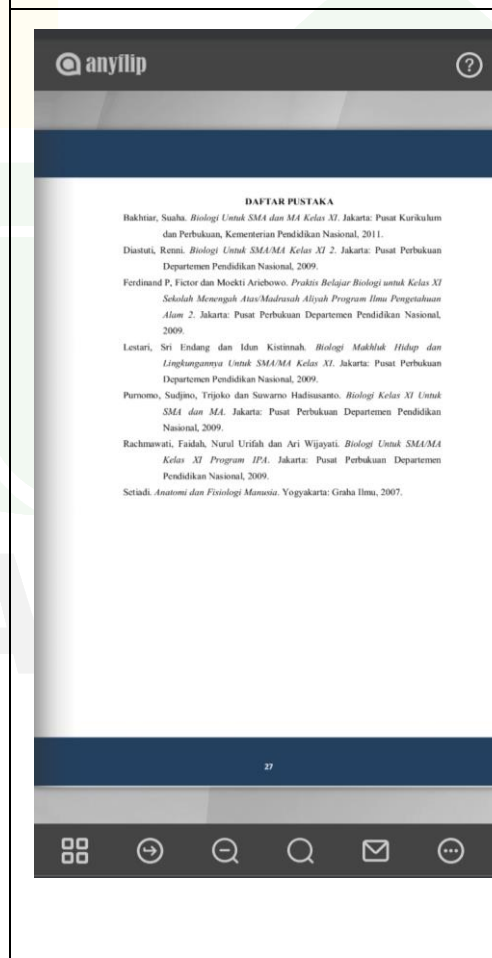 anyflip
?
DAFTAR PUSTAKA
Bakhtiar, Suaha. Biologi Untuk SMA dan MA Kelas XI. Jakarta: Pusat Kurikulum
dan Perbukuan, Kementerian Pendidikan Nasional, 2011.
Diastuti, Renni. Biologi Untuk SMA/MA Kelas XI 2. Jakarta: Pusat Perbukuan
Departemen Pendidikan Nasional, 2009.
Ferdinand P, Fictor dan Moekti Ariebowo. Praktis Belajar Biologi untuk Kelas XI
Sekolah Menengah Atas/Madrasah Aliyah Program Ilmu Pengetahuan
Alam 2. Jakarta: Pusat Perbukuan Departemen Pendidikan Nasional,
2009.
Lestari, Sri Endang dan Idun Kistinnah. Biologi Makhluk Hidup dan
Lingkungannya Untuk SMA/MA Kelas XI. Jakarta: Pusat Perbukuan
Departemen Pendidikan Nasional, 2009.
Purnomo, Sudjino, Trijoko dan Suwarno Hadisusanto. Biologi Kelas XI Untuk
SMA dan MA. Jakarta: Pusat Perbukuan Departemen Pendidikan
Nasional, 2009.
Rachmawati, Faidah, Nurul Urifah dan Ari Wijayati. Biologi Untuk SMA/MA
Kelas XI Program IPA. Jakarta: Pusat Perbukuan Departemen
Pendidikan Nasional, 2009.
Setiadi. Anatomi dan Fisiologi Manusia. Yogyakarta: Graha Ilmu, 2007.
27